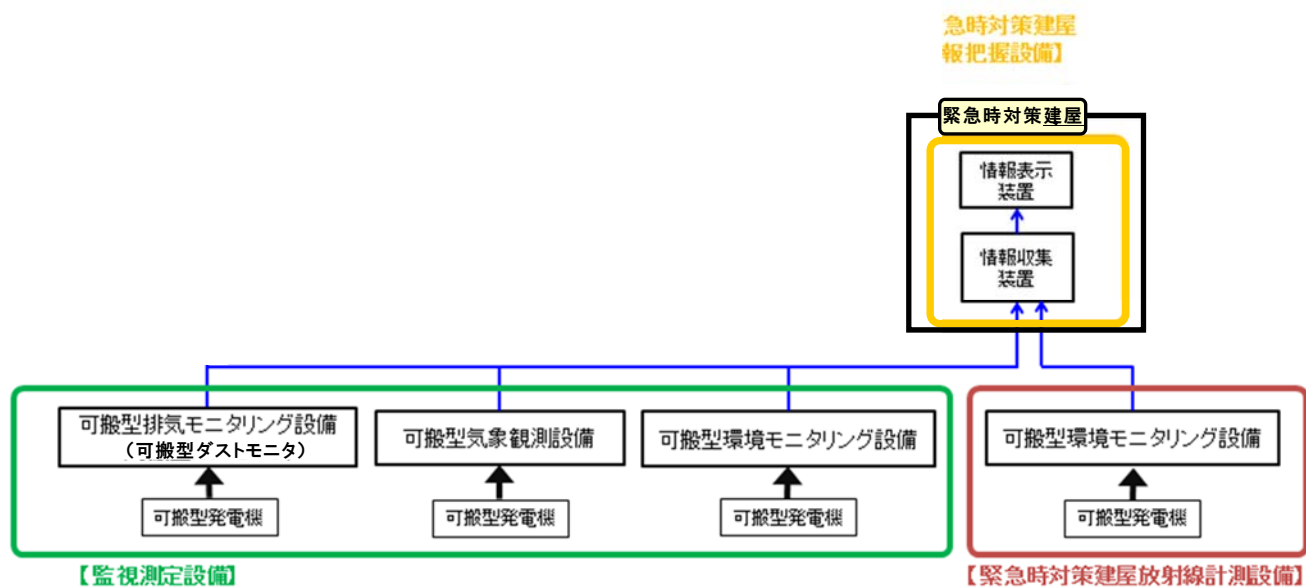 急時対策建屋
報把握設備】
緊急時対策建屋
情報表示
装置
情報収集
装置
可搬型排気モニタリング設備
(可搬型ダストモニタ)
可搬型気象観測設備
可搬型環境モニタリング設備
可搬型環境モニタリング設備
可搬型発電機
可搬型発電機
可搬型発電機
可搬型発電機
【監視測定設備】
【緊急時対策建屋放射線計測設備】